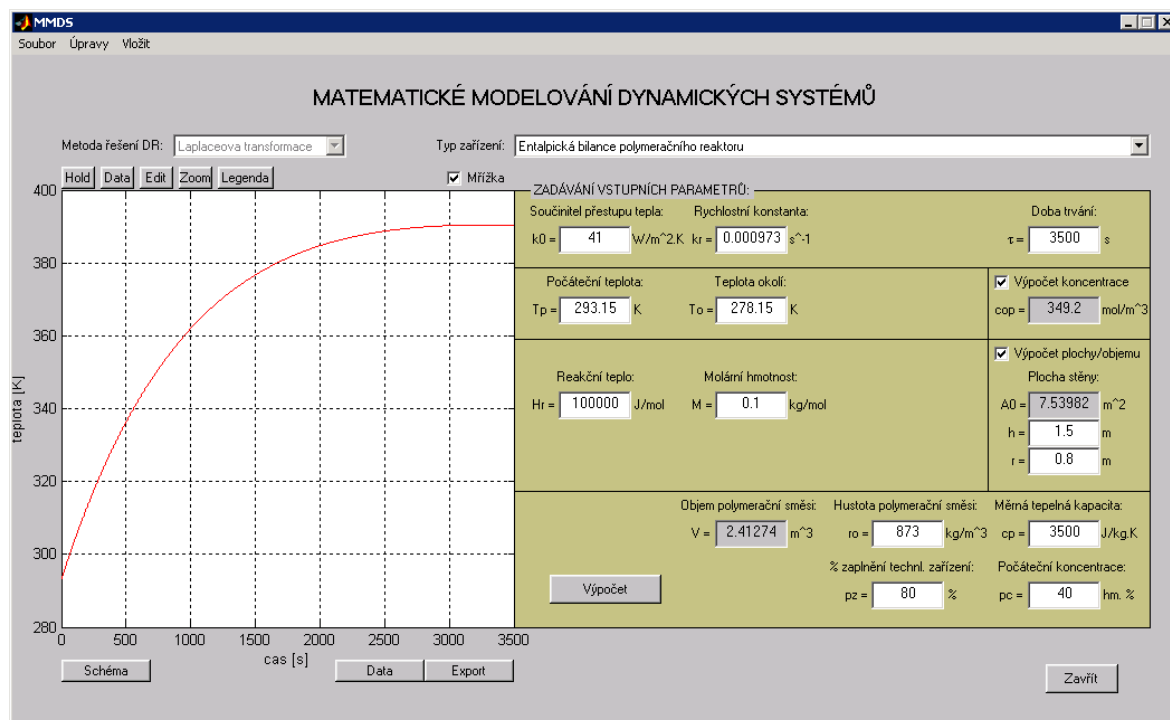 MMDS
Soubor Úpravy Vložit
MATEMATICKÉ MODELOVÁNÍ DYNAMICKÝCH SYSTÉMŮ
Metoda řešení DR: Laplaceova transformace Typ zařízení: Entalpická bilance polymeračního reaktoru
Hold Data Edit Zoom Legenda Mřížka
ZADÁVÁNÍ VSTUPNÍCH PARAMETRŮ:
Součinitel přestupu tepla: Rychlostní konstanta: Doba trvání:
k0 = 41 W/m^2.K kr = 0.000973 s^-1 τ = 3500 s
Počáteční teplota: Teplota okolí: Výpočet koncentrace
Tp = 293.15 K To = 278.15 K cop = 349.2 mol/m^3
Výpočet plochy/objemu
Reakční teplo: Molární hmotnost: Plocha stěny:
Hr = 100000 J/mol M = 0.1 kg/mol A0 = 7.53982 m^2
h = 1.5 m
r = 0.8 m
Objem polymerační směsi: Hustota polymerační směsi: Měrná tepelná kapacita:
V = 2.41274 m^3 ro = 873 kg/m^3 cp = 3500 J/kg.K
% zaplnění technl. zařízení: Počáteční koncentrace:
Výpočet pz = 80 % pc = 40 hm. %
400
380
360
340
320
300
280
teplota [K]
0 500 1000 1500 2000 2500 3000 3500
cas [s]
Schéma Data Export Zavřít